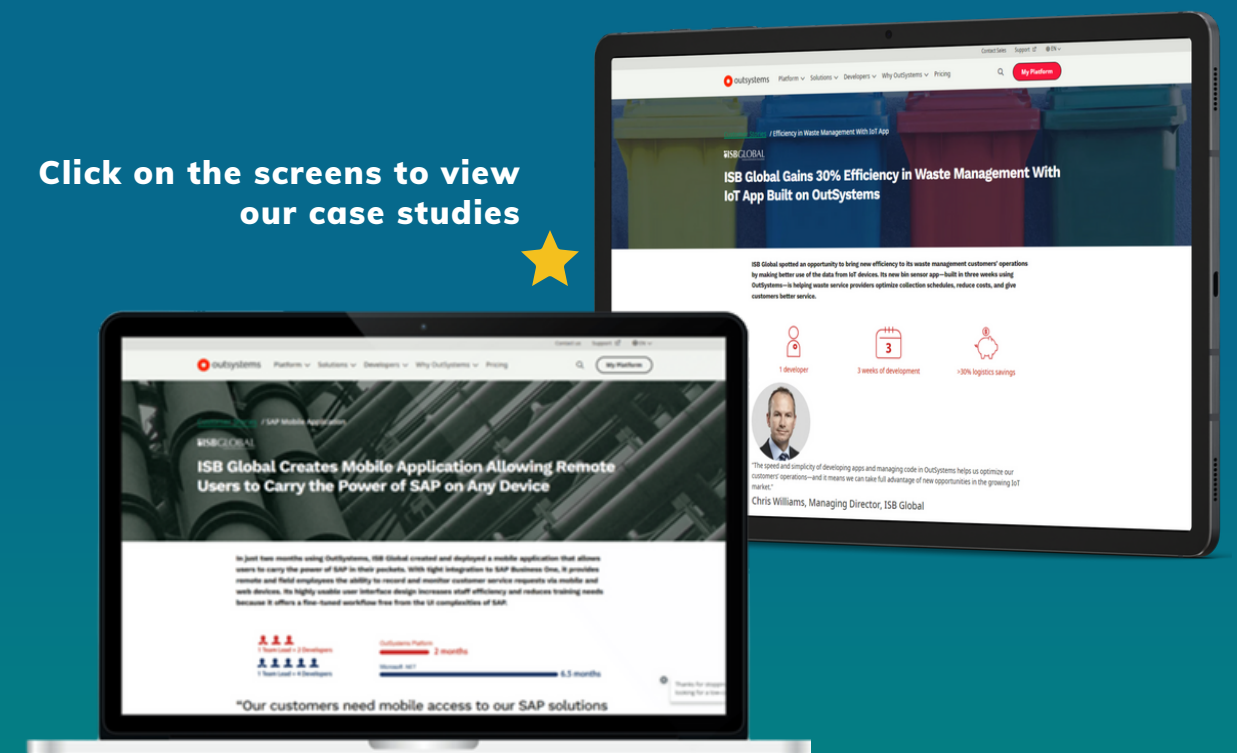 Click on the screens to view
our case studies
Contact Sales Support EN
outsystems Platform Solutions Developers Why OutSystems Pricing My Platform
/ Efficiency in Waste Management With IoT App
ISB GLOBAL
ISB Global Gains 30% Efficiency in Waste Management With
IoT App Built on OutSystems
ISB Global spotted an opportunity to bring new efficiency to its waste management customers' operations
by making better use of the data from IoT devices. Its new bin sensor app—built in three weeks using
OutSystems—is helping waste service providers optimize collection schedules, reduce costs, and give
customers better service.
3
1 developer 3 weeks of development >30% logistics savings
"The speed and simplicity of developing apps and managing code in OutSystems helps us optimize our
customers' operations—and it means we can take full advantage of new opportunities in the growing IoT
market."
Chris Williams, Managing Director, ISB Global
Contact us Support EN
outsystems Platform Solutions Developers Why OutSystems Pricing My Platform
/ SAP Mobile Application
ISB GLOBAL
ISB Global Creates Mobile Application Allowing Remote
Users to Carry the Power of SAP on Any Device
In just two months using OutSystems, ISB Global created and deployed a mobile application that allows
users to carry the power of SAP in their pockets. With tight integration to SAP Business One, it provides
remote and field employees the ability to record and monitor customer service requests via mobile and
web devices. Its highly usable user interface design increases staff efficiency and reduces training needs
because it offers a fine-tuned workflow free from the UI complexities of SAP.
1 Team Lead + 2 Developers
OutSystems Platform
2 months
1 Team Lead + 4 Developers
Microsoft .NET
6.5 months
Thanks for
looking for a
"Our customers need mobile access to our SAP solutions